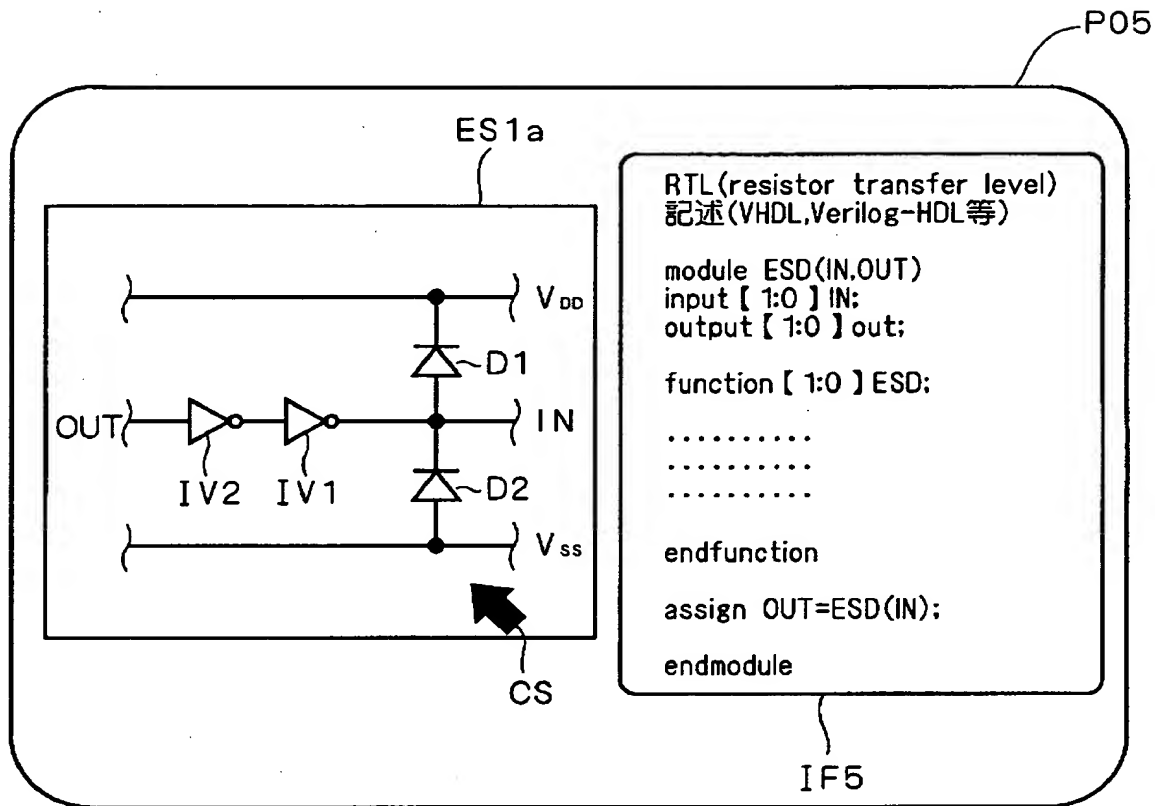 P05
ES1a
VDD
D1
OUT
IN
IV2
IV1
D2
Vss
CS
RTL(resistor transfer level)
記述(VHDL,Verilog-HDL等)
module ESD(IN,OUT)
input【 1:0 】IN;
output【 1:0 】out;
function【 1:0 】ESD;
..........
..........
..........
endfunction
assign OUT=ESD(IN);
endmodule
IF5